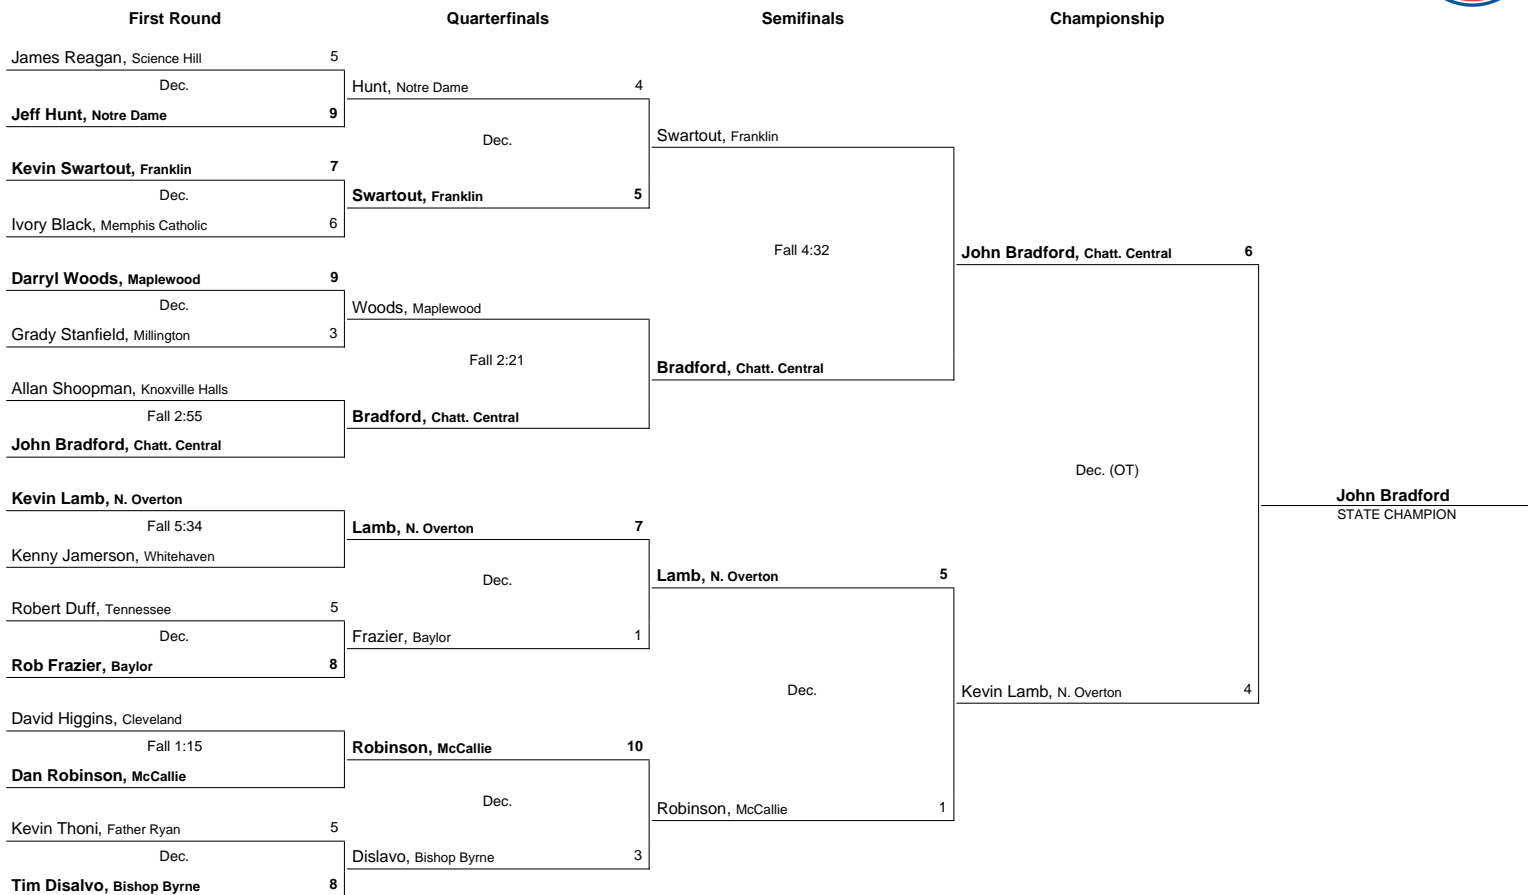 First Round Quarterfinals Semifinals Championship
James Reagan, Science Hill 5
Dec.
Jeff Hunt, Notre Dame 9
Kevin Swartout, Franklin 7
Dec.
Ivory Black, Memphis Catholic 6
Darryl Woods, Maplewood 9
Dec.
Grady Stanfield, Millington 3
Allan Shoopman, Knoxville Halls
Fall 2:55
John Bradford, Chatt. Central
Kevin Lamb, N. Overton
Fall 5:34
Kenny Jamerson, Whitehaven
Robert Duff, Tennessee 5
Dec.
Rob Frazier, Baylor 8
David Higgins, Cleveland
Fall 1:15
Dan Robinson, McCallie
Kevin Thoni, Father Ryan 5
Dec.
Tim Disalvo, Bishop Byrne 8
Hunt, Notre Dame 4
Dec.
Swartout, Franklin 5
Woods, Maplewood
Fall 2:21
Bradford, Chatt. Central
Lamb, N. Overton 7
Dec.
Frazier, Baylor 1
Robinson, McCallie 10
Dec.
Dislavo, Bishop Byrne 3
Swartout, Franklin
Fall 4:32
Bradford, Chatt. Central
Lamb, N. Overton 5
Dec.
Robinson, McCallie 1
John Bradford, Chatt. Central 6
Dec. (OT)
Kevin Lamb, N. Overton 4
John Bradford
STATE CHAMPION